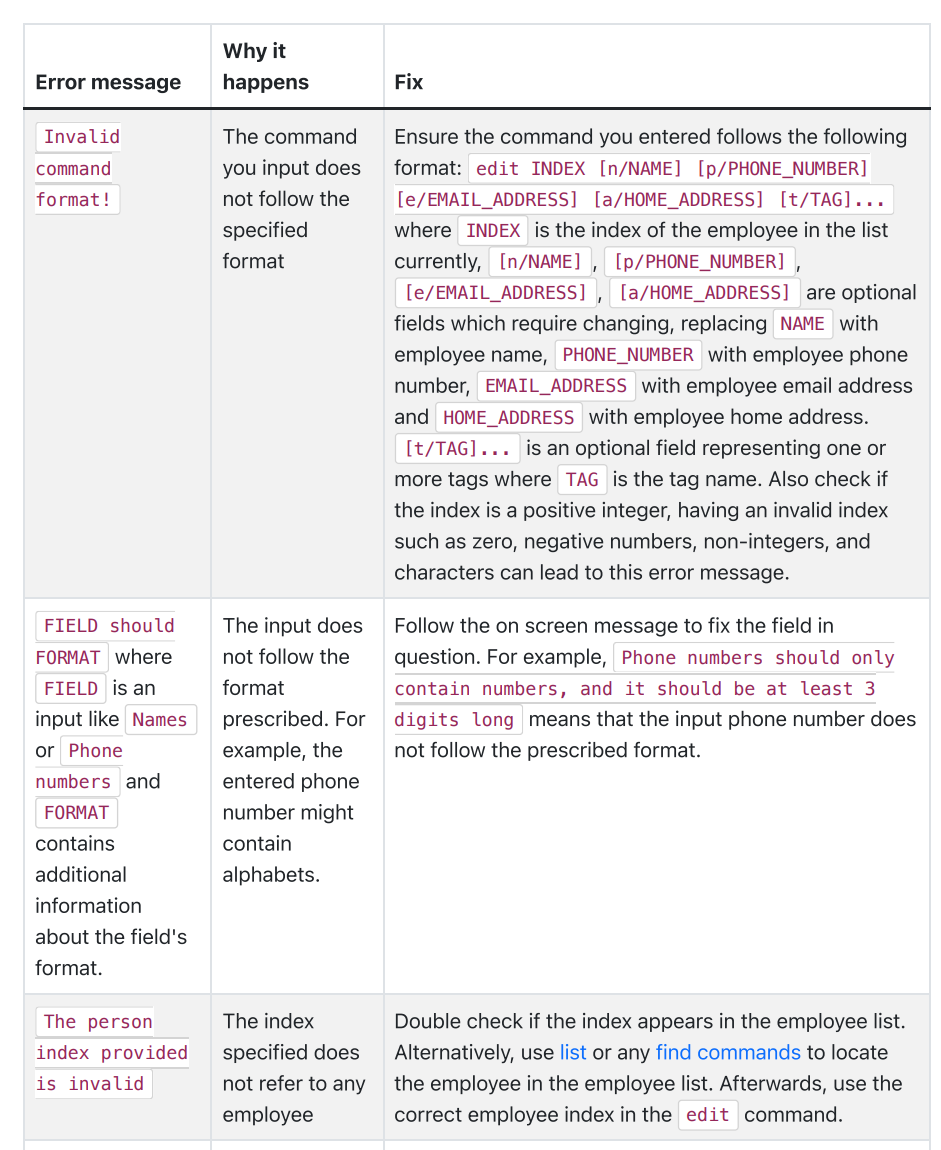 Error message
Why it
happens
Fix
Invalid
command
format!
The command
you input does
not follow the
specified
format
Ensure the command you entered follows the following
format: edit INDEX [n/NAME] [p/PHONE_NUMBER]
[e/EMAIL_ADDRESS] [a/HOME_ADDRESS] [t/TAG]...
where INDEX is the index of the employee in the list
currently, [n/NAME] , [p/PHONE_NUMBER] ,
[e/EMAIL_ADDRESS] , [a/HOME_ADDRESS] are optional
fields which require changing, replacing NAME with
employee name, PHONE_NUMBER with employee phone
number, EMAIL_ADDRESS with employee email address
and HOME_ADDRESS with employee home address.
[t/TAG]... is an optional field representing one or
more tags where TAG is the tag name. Also check if
the index is a positive integer, having an invalid index
such as zero, negative numbers, non-integers, and
characters can lead to this error message.
FIELD should
FORMAT where
FIELD is an
input like Names
or Phone
numbers and
FORMAT
contains
additional
information
about the field's
format.
The input does
not follow the
format
prescribed. For
example, the
entered phone
number might
contain
alphabets.
Follow the on screen message to fix the field in
question. For example, Phone numbers should only
contain numbers, and it should be at least 3
digits long means that the input phone number does
not follow the prescribed format.
The person
index provided
is invalid
The index
specified does
not refer to any
employee
Double check if the index appears in the employee list.
Alternatively, use list or any find commands to locate
the employee in the employee list. Afterwards, use the
correct employee index in the edit command.